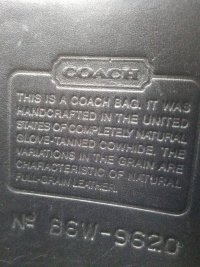 COACH
THIS IS A COACH BAG. IT WAS
HANDCRAFTED IN THE UNITED
STATES OF COMPLETELY NATURAL
GLOVE-TANNED COWHIDE. THE
VARIATIONS IN THE GRAIN ARE
CHARACTERISTIC OF NATURAL
FULL-GRAIN LEATHER.
Nº B6W-9620